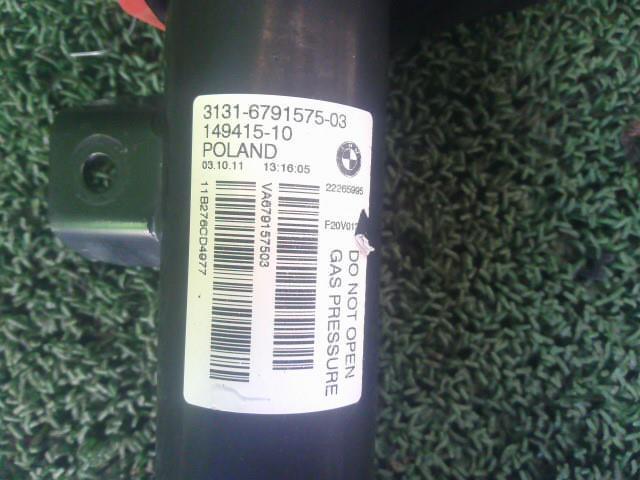 3131-6791575-03
149415-10
POLAND
03.10.11 13:16:05
22265995
11B276CD4977
VA679157503
DO NOT OPEN
GAS PRESSURE